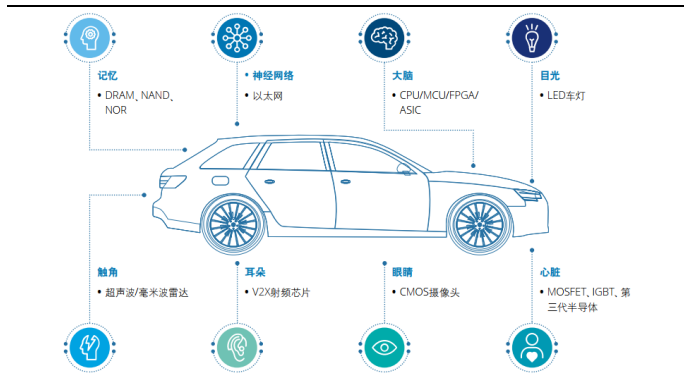 记忆
• DRAM、NAND、
NOR
• 神经网络
• 以太网
大脑
• CPU/MCU/FPGA/
ASIC
目光
• LED车灯
触角
• 超声波/毫米波雷达
耳朵
• V2X射频芯片
眼睛
• CMOS摄像头
心脏
• MOSFET、IGBT、第
三代半导体